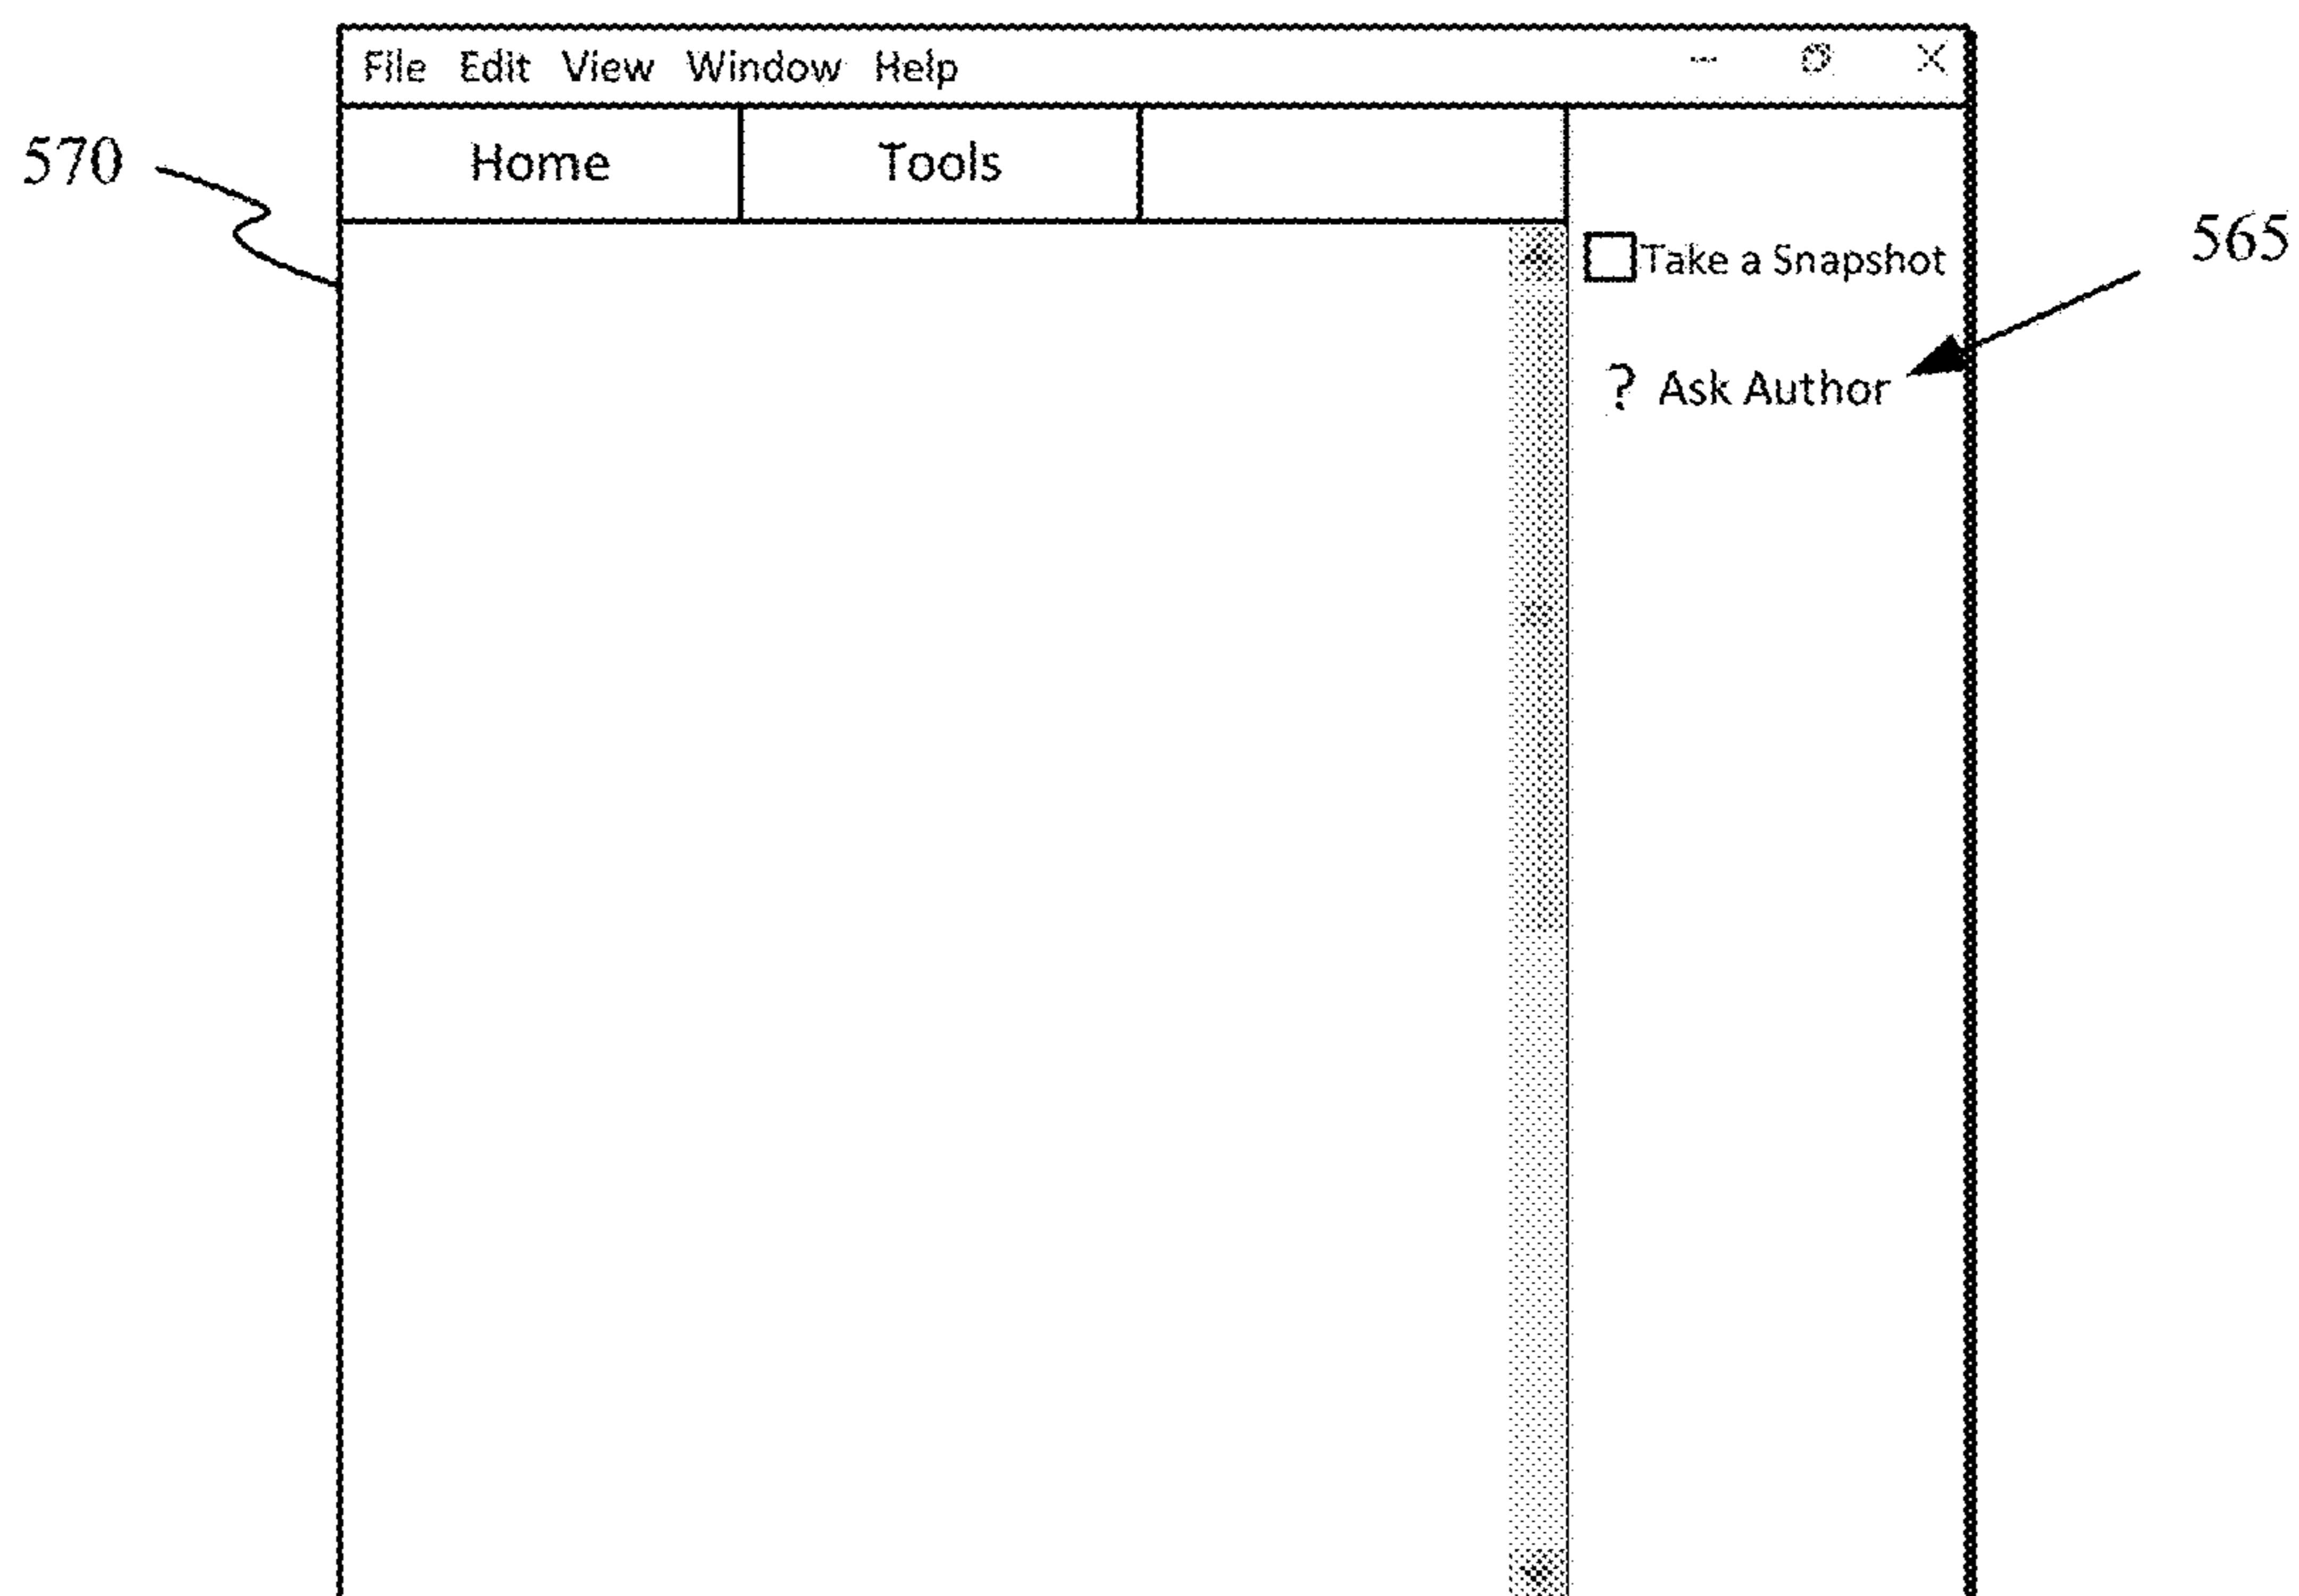 File Edit View Window Help
Home Tools
570
565
Take a Snapshot
? Ask Author